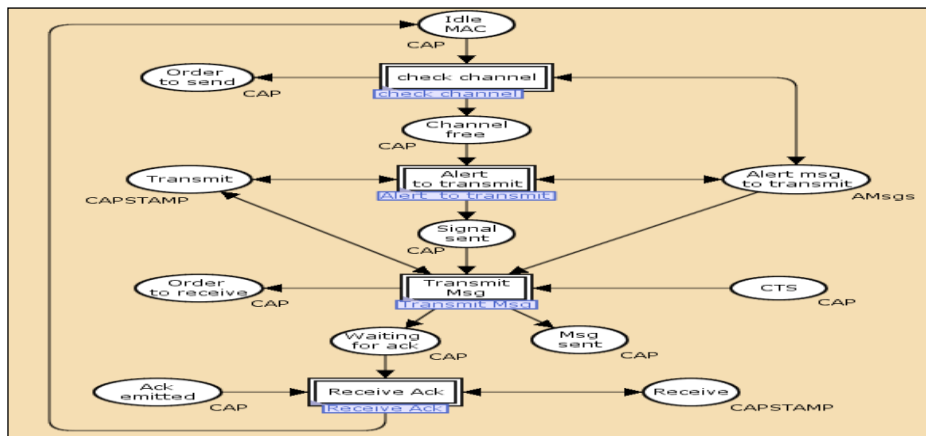 Idle
MAC
CAP
Order
to send
CAP
check channel
check channel
Channel
free
CAP
Transmit
CAPSTAMP
Alert
to transmit
Alert to transmit
Alert msg
to transmit
AMsgs
Signal
sent
CAP
Order
to receive
CAP
Transmit
Msg
Transmit Msg
CTS
CAP
Waiting
for ack
CAP
Msg
sent
CAP
Ack
emitted
CAP
Receive Ack
Receive Ack
Receive
CAPSTAMP